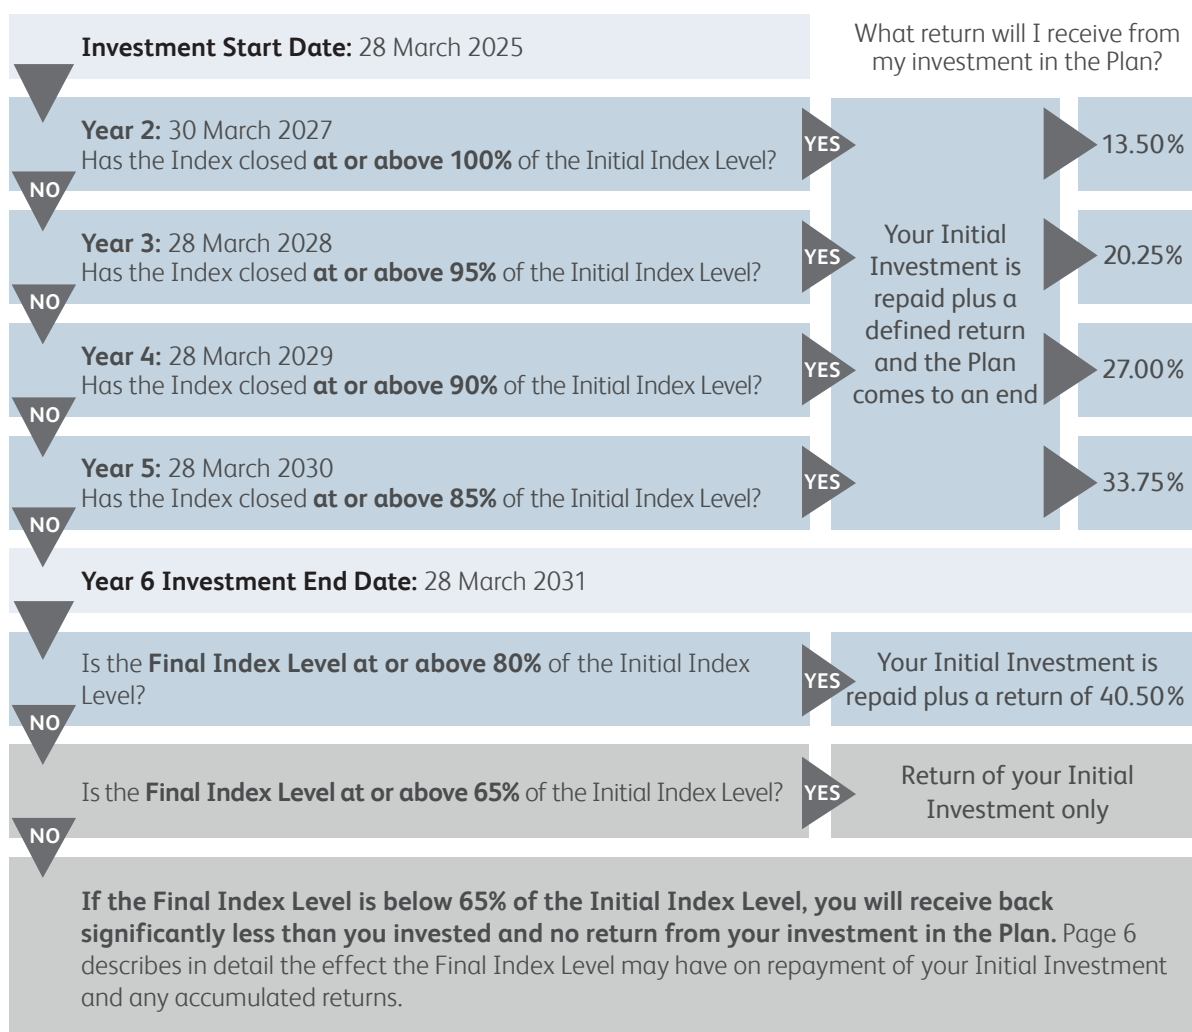 Investment Start Date: 28 March 2025
What return will I receive from
my investment in the Plan?
Year 2: 30 March 2027
Has the Index closed at or above 100% of the Initial Index Level?
YES
13.50%
NO
Year 3: 28 March 2028
Has the Index closed at or above 95% of the Initial Index Level?
YES
20.25%
NO
Year 4: 28 March 2029
Has the Index closed at or above 90% of the Initial Index Level?
YES
27.00%
NO
Year 5: 28 March 2030
Has the Index closed at or above 85% of the Initial Index Level?
YES
33.75%
NO
Your Initial
Investment is
repaid plus a
defined return
and the Plan
comes to an end
Year 6 Investment End Date: 28 March 2031
Is the Final Index Level at or above 80% of the Initial Index
Level?
YES
Your Initial Investment is
repaid plus a return of 40.50%
NO
Is the Final Index Level at or above 65% of the Initial Index Level?
YES
Return of your Initial
Investment only
NO
If the Final Index Level is below 65% of the Initial Index Level, you will receive back
significantly less than you invested and no return from your investment in the Plan. Page 6
describes in detail the effect the Final Index Level may have on repayment of your Initial Investment
and any accumulated returns.